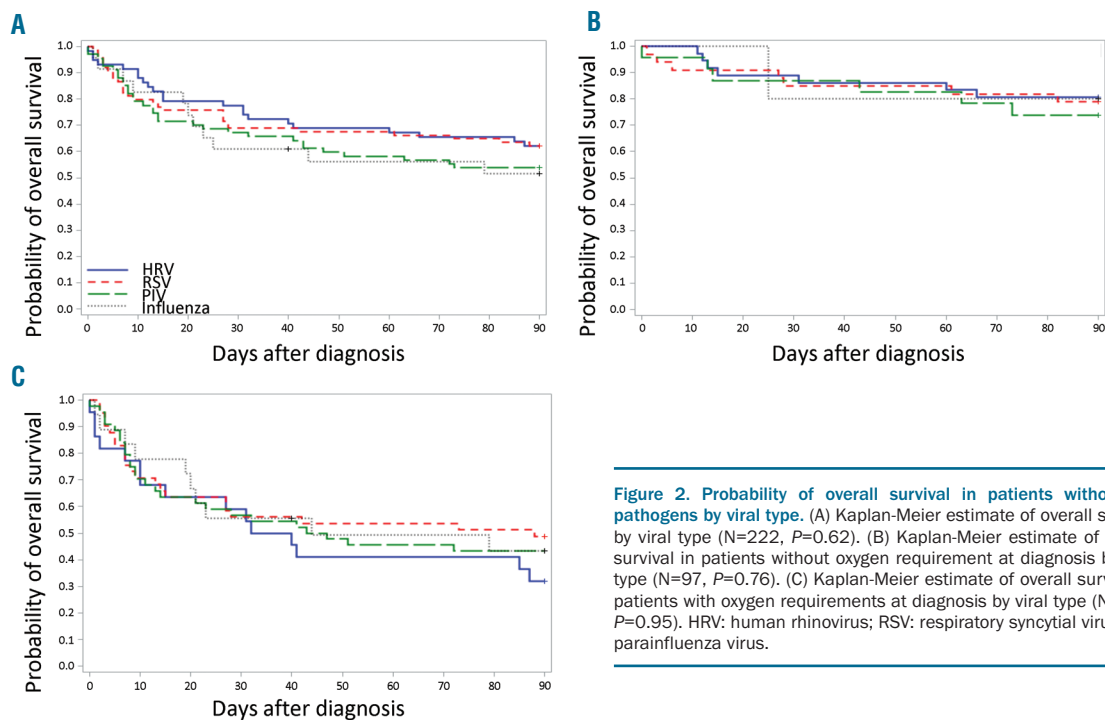 A
1.0
0.9
0.8
0.7
0.6
0.5
0.4
0.3
0.2
0.1
0.0
Probability of overall survival
HRV
RSV
PIV
Influenza
0 10 20 30 40 50 60 70 80 90
Days after diagnosis
B
1.0
0.9
0.8
0.7
0.6
0.5
0.4
0.3
0.2
0.1
0.0
Probability of overall survival
0 10 20 30 40 50 60 70 80 90
Days after diagnosis
C
1.0
0.9
0.8
0.7
0.6
0.5
0.4
0.3
0.2
0.1
0.0
Probability of overall survival
0 10 20 30 40 50 60 70 80 90
Days after diagnosis
Figure 2. Probability of overall survival in patients witho
pathogens by viral type. (A) Kaplan-Meier estimate of overall s
by viral type (N=222, P=0.62). (B) Kaplan-Meier estimate of
survival in patients without oxygen requirement at diagnosis b
type (N=97, P=0.76). (C) Kaplan-Meier estimate of overall surv
patients with oxygen requirements at diagnosis by viral type (N
P=0.95). HRV: human rhinovirus; RSV: respiratory syncytial viru
parainfluenza virus.